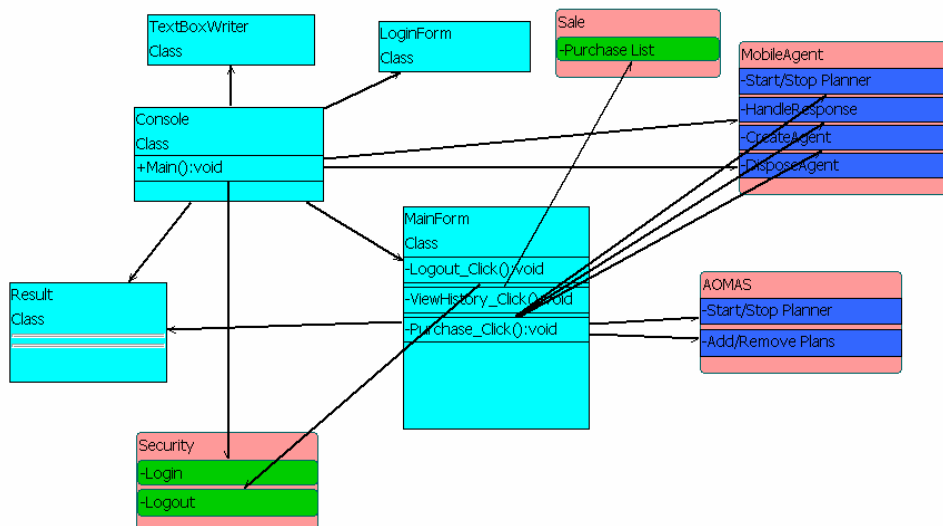 TextBoxWriter
Class
LoginForm
Class
Sale
-Purchase List
MobileAgent
-Start/Stop Planner
-HandleResponse
-CreateAgent
-DisposeAgent
Console
Class
+Main():void
MainForm
Class
-Logout_Click():void
-ViewHistory_Click():void
-Purchase_Click():void
Result
Class
AOMAS
-Start/Stop Planner
-Add/Remove Plans
Security
-Login
-Logout